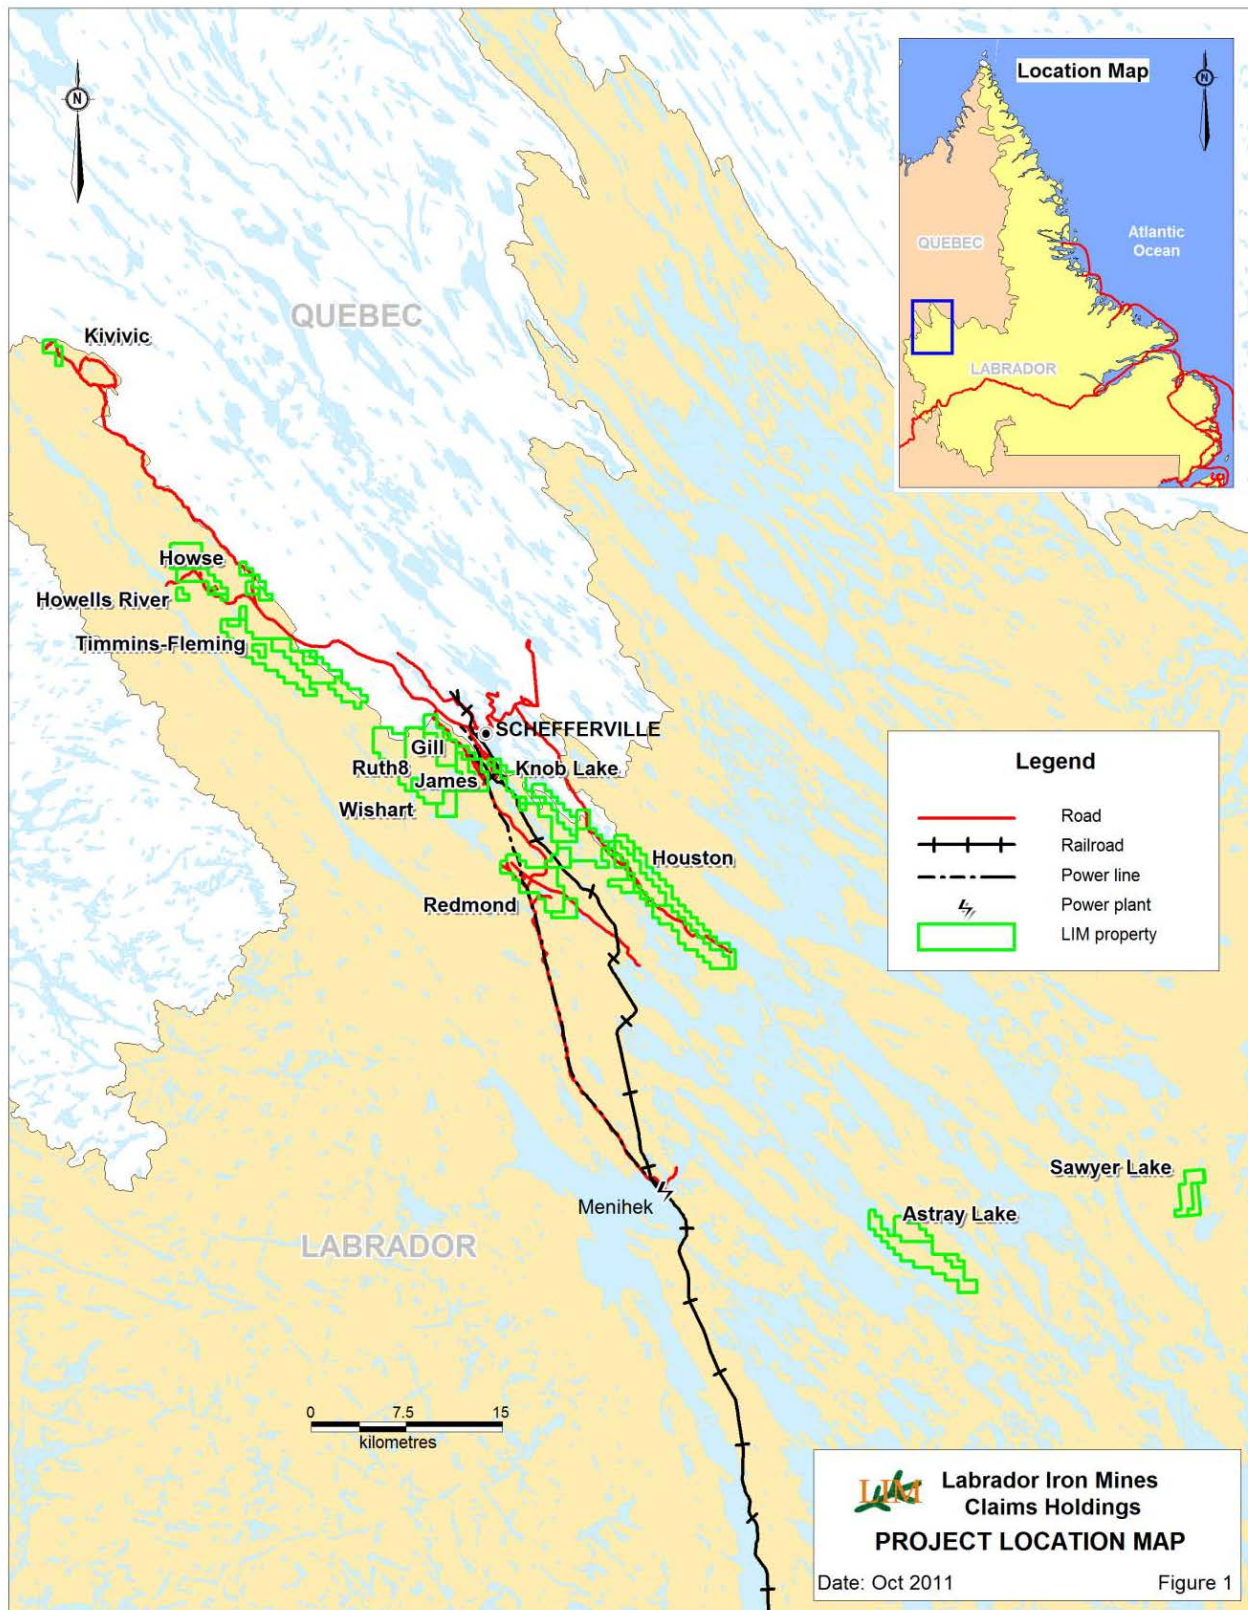 N
Location Map
N
QUEBEC
Atlantic
Ocean
LABRADOR
QUEBEC
Kivivic
Howse
Howells River
Timmins-Fleming
SCHEFFERVILLE
Gill
Ruth8
Knob Lake
James
Wishart
Houston
Redmond
Legend
Road
Railroad
Power line
Power plant
LIM property
Sawyer Lake
Menihek
Astray Lake
LABRADOR
0 7.5 15
kilometres
LIM
Labrador Iron Mines
Claims Holdings
PROJECT LOCATION MAP
Date: Oct 2011 Figure 1